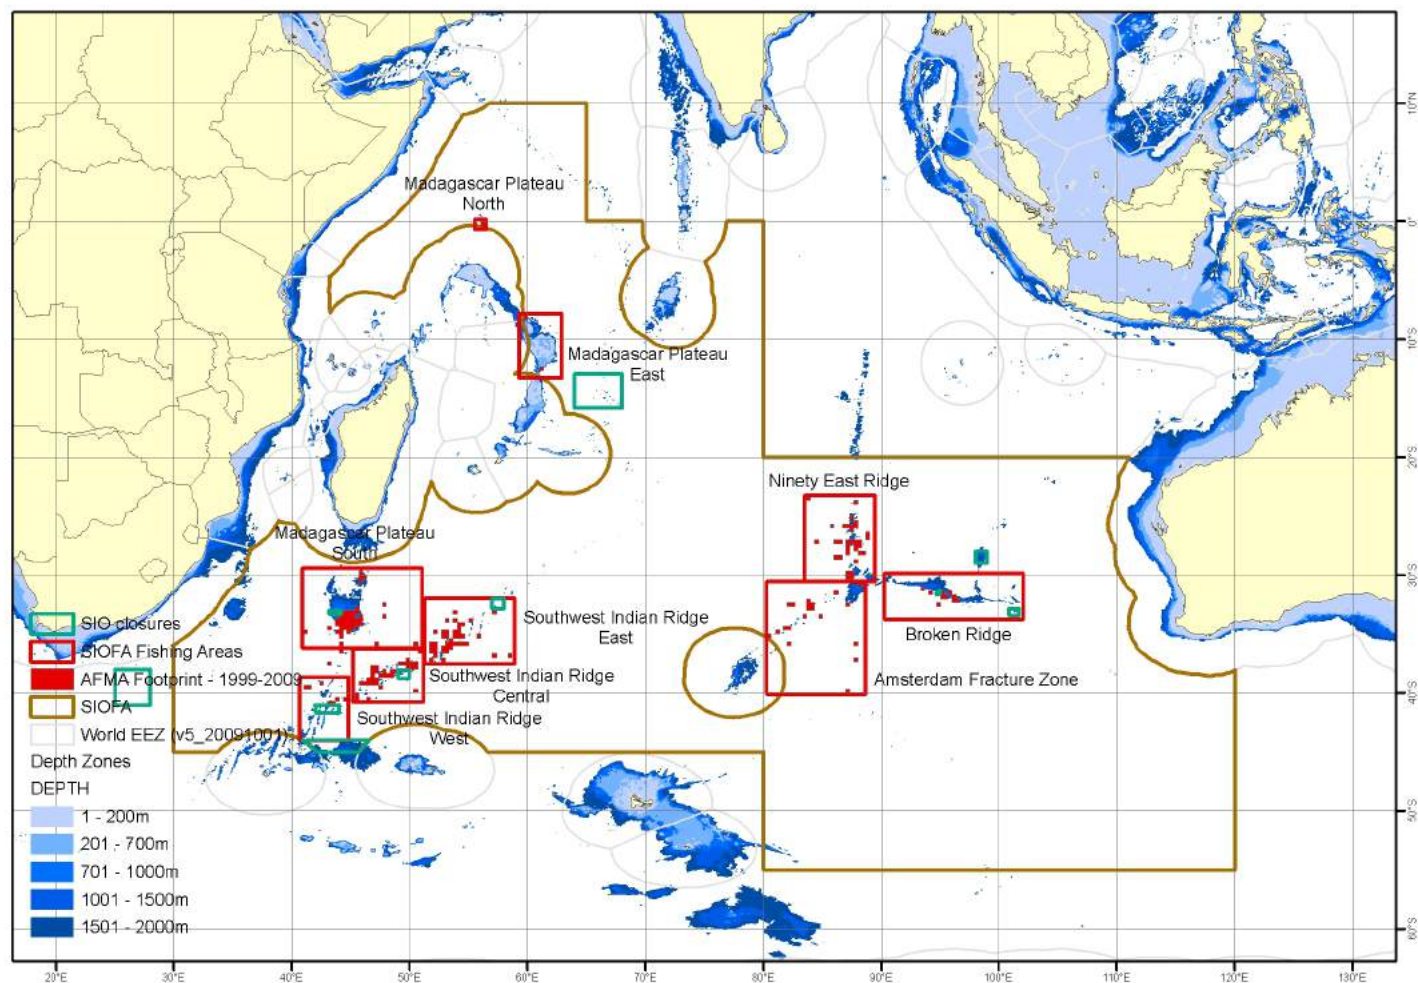 Madagascar Plateau
North
Madagascar Plateau
East
Ninety East Ridge
Madagascar Plateau
South
Southwest Indian Ridge
East
Broken Ridge
Southwest Indian Ridge
Central
Amsterdam Fracture Zone
Southwest Indian Ridge
West
SIO closures
SIOFA Fishing Areas
AFMA Footprint - 1999-2009
SIOFA
World EEZ (v5_20091001)
Depth Zones
DEPTH
1 - 200m
201 - 700m
701 - 1000m
1001 - 1500m
1501 - 2000m
10°N
0°
10°S
20°S
30°S
40°S
50°S
60°S
20°E
30°E
40°E
50°E
60°E
70°E
80°E
90°E
100°E
110°E
120°E
130°E